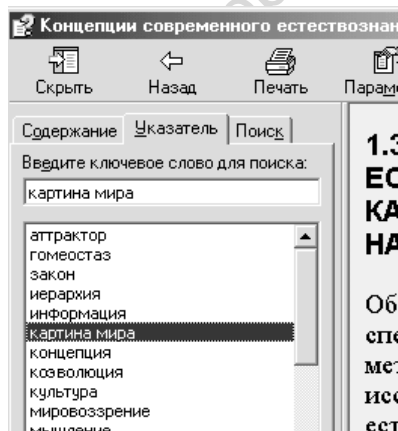 Концепции современного естествознан
Скрыть Назад Печать Парам
Содержание Указатель Поиск
Введите ключевое слово для поиска:
картина мира
аттрактор
гомеостаз
закон
иерархия
информация
картина мира
концепция
коэволюция
культура
мировоззрение
мышление
1.3
ЕС
КА
НА
Об
спе
мет
исс
ест